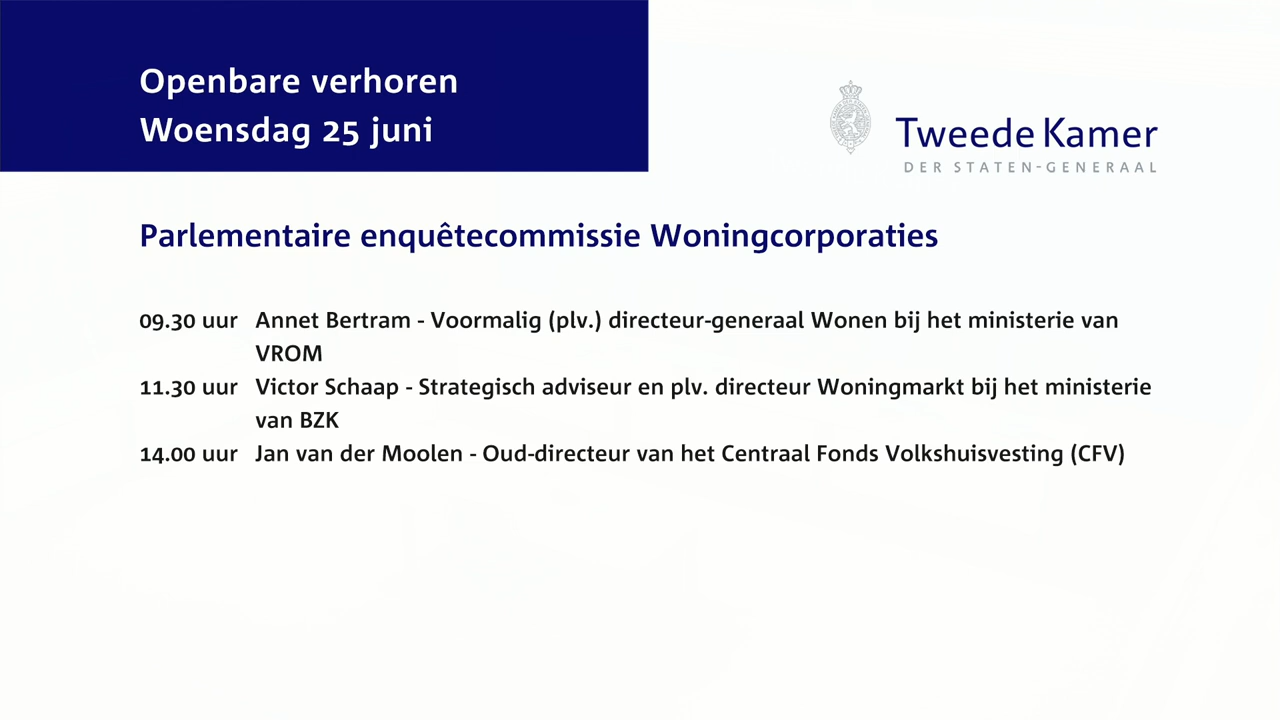 Openbare verhoren
Woensdag 25 juni
Tweede Kamer
DER STATEN-GENERAAL
Parlementaire enquêtecommissie Woningcorporaties
09.30 uur Annet Bertram - Voormalig (plv.) directeur-generaal Wonen bij het ministerie van
VROM
11.30 uur Victor Schaap - Strategisch adviseur en plv. directeur Woningmarkt bij het ministerie
van BZK
14.00 uur Jan van der Moolen - Oud-directeur van het Centraal Fonds Volkshuisvesting (CFV)